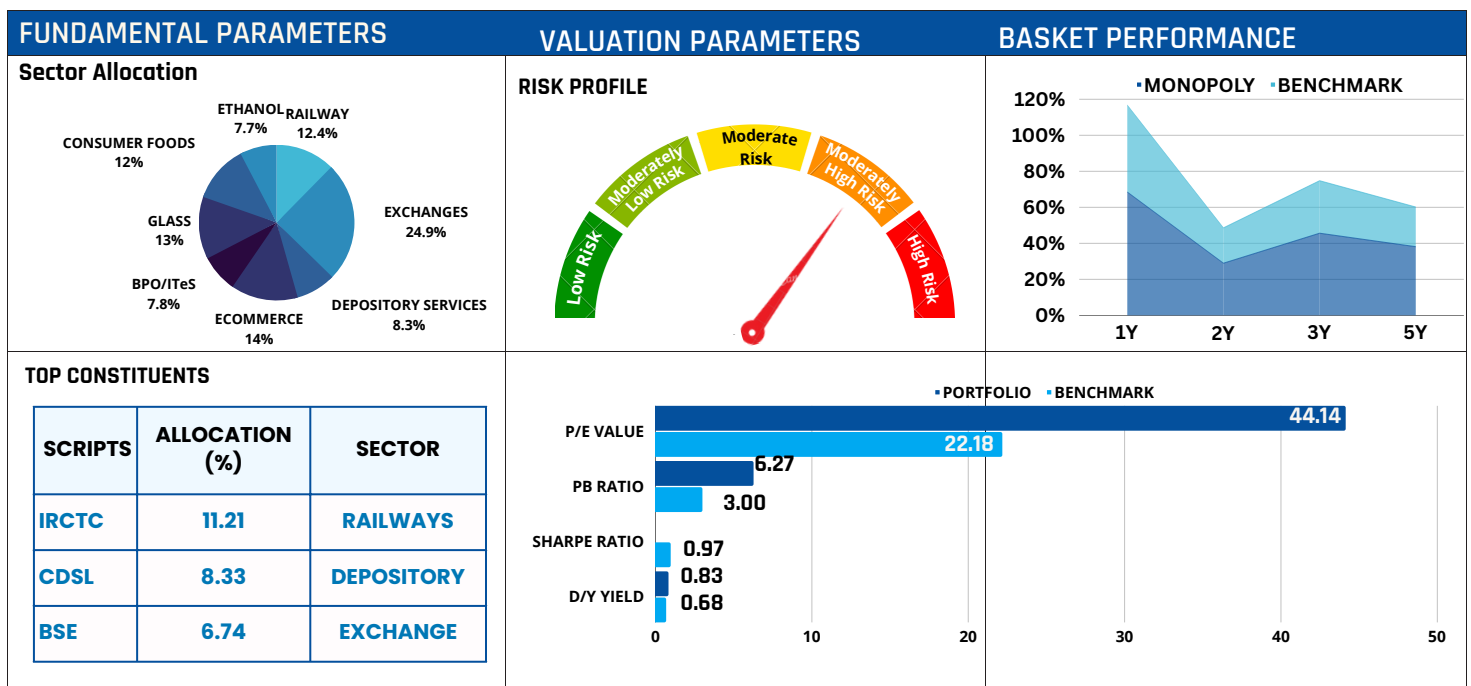 FUNDAMENTAL PARAMETERS
VALUATION PARAMETERS
BASKET PERFORMANCE
Sector Allocation
ETHANOL
7.7%
RAILWAY
12.4%
CONSUMER FOODS
12%
EXCHANGES
24.9%
GLASS
13%
BPO/ITeS
7.8%
DEPOSITORY SERVICES
8.3%
ECOMMERCE
14%
RISK PROFILE
Low Risk
Moderately
Low Risk
Moderate
Risk
Moderately
High Risk
High Risk
MONOPOLY BENCHMARK
120%
100%
80%
60%
40%
20%
0%
1Y 2Y 3Y 5Y
TOP CONSTITUENTS
SCRIPTS ALLOCATION (%) SECTOR
IRCTC 11.21 RAILWAYS
CDSL 8.33 DEPOSITORY
BSE 6.74 EXCHANGE
PORTFOLIO BENCHMARK
P/E VALUE
44.14
22.18
PB RATIO
6.27
3.00
SHARPE RATIO
0.97
D/Y YIELD
0.83
0.68
0 10 20 30 40 50